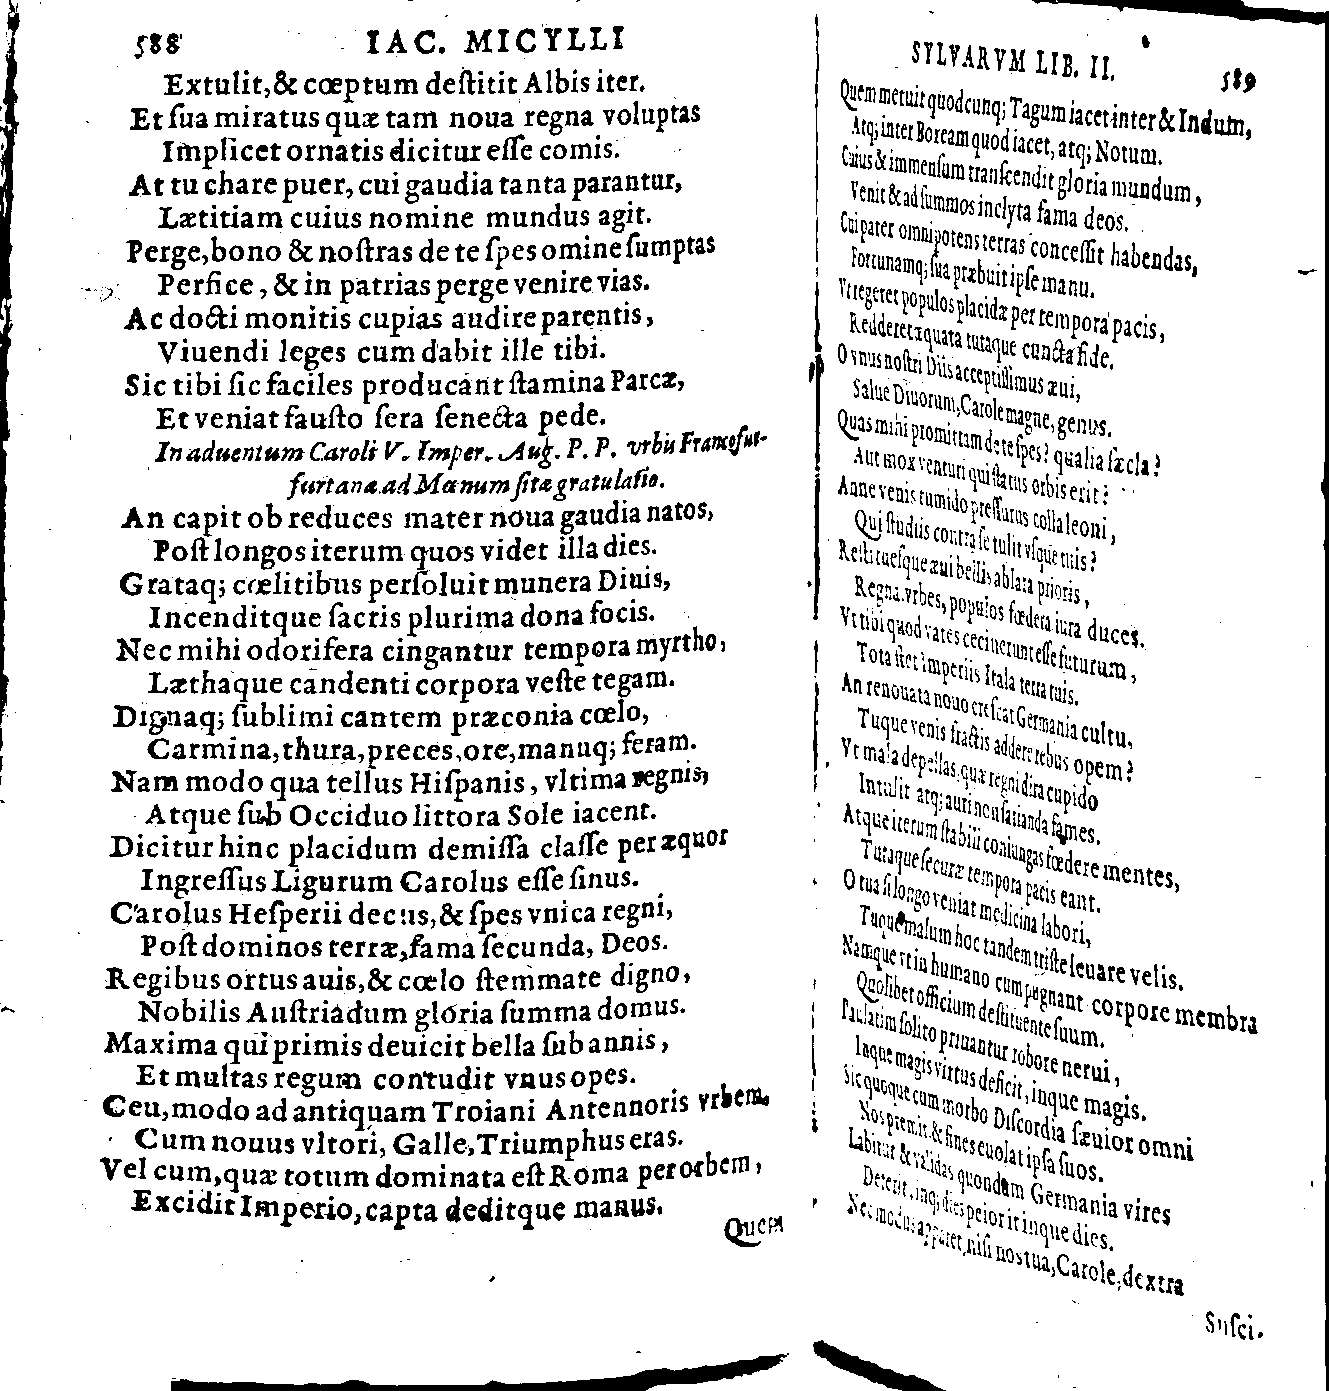 588 IAC. MICYLLI
Extulit, & cœptum deſtitit Albis iter.
Et ſua miratus quæ tam noua regna voluptas
Implicet ornatis dicitur eſſe comis.
At tu chare puer, cui gaudia tanta parantur,
Lætitiam cuius nomine mundus agit.
Perge, bono & noſtras de te ſpes omine ſumptas
Perfice, & in patrias perge venire vias.
Ac docti monitis cupias audire parentis,
Viuendi leges cum dabit ille tibi.
Sic tibi ſic faciles producant ſtamina Parcæ,
Et veniat fauſto ſera ſenecta pede.
In aduentum Caroli V. Imper. Aug. P. P. vrbis Francofur-
furtanæ ad Mœnum ſitæ gratulatio.
An capit ob reduces mater noua gaudia natos,
Poſt longos iterum quos videt illa dies.
Grataq; cœlitibus perſoluit munera Diuis,
Incenditque ſacris plurima dona focis.
Nec mihi odorifera cingantur tempora myrtho,
Læthaque candenti corpora veſte tegam.
Dignaq; ſublimi cantem præconia cœlo,
Carmina, thura, preces, ore, manuq; feram.
Nam modo qua tellus Hiſpanis, vltima regnis,
Atque ſub Occiduo littora Sole iacent.
Dicitur hinc placidum demiſſa claſſe per æquor
Ingreſſus Ligurum Carolus eſſe ſinus.
Carolus Heſperii decus, & ſpes vnica regni,
Poſt dominos terræ, fama ſecunda, Deos.
Regibus ortus auis, & cœlo ſtemmate digno,
Nobilis Auſtriadum gloria ſumma domus.
Maxima qui primis deuicit bella ſub annis,
Et multas regum contudit vnus opes.
Ceu, modo ad antiquam Troiani Antennoris vrbem,
Cum nouus vltori, Galle, Triumphus eras.
Vel cum, quæ totum dominata eſt Roma per orbem,
Excidit Imperio, capta deditque manus.
Quem
SYLVARVM LIB. II. 589
Quem metuit quodcunq; Tagum iacet inter & Indum,
Atq; inter Boream quod iacet, atq; Notum.
Cuius & immenſum tranſcendit gloria mundum,
Venit & ad ſummos inclyta fama deos.
Cui pater omnipotens terras conceſſit habendas,
Fortunamq; ſua præbuit ipſe manu.
Vt regeret populos placidæ per tempora pacis,
Redderet æquata tutaque cuncta fide.
O vnus noſtri Diis acceptiſſimus æui,
Salue Diuorum, Carole magne, genus.
Quas mihi promittam de te ſpes? qualia ſæcla?
Aut mox venturi qui ſtatus orbis erit?
Anne venis tumido preſſurus colla leoni,
Qui ſtudiis contra ſe tulit vſque tuis?
Reſtitueſque æui bellis ablata prioris,
Regna, vrbes, populos fœdera iura duces.
Vt tibi quod vates cecinerunt eſſe futurum,
Tota ſtet imperiis Itala terra tuis.
An renouata nouo creſcat Germania cultu,
Tuque venis fractis addere rebus opem?
Vt mala depellas, quæ regni dira cupido
Intulit atq; auri non ſatianda fames.
Atque iterum ſtabili coniungas fœdere mentes,
Tutaque ſecuræ tempora pacis eant.
O tua ſi longo veniat medicina labori,
Tuque malum hoc tandem triſte leuare velis.
Namque vt in humano cum pugnant corpore membra
Quoſlibet officium deſtituente ſuum.
Paulatim ſolito priuantur robore nerui,
Inque magis virtus deficit, inque magis.
Sic quoque cum morbo Diſcordia ſæuior omni
Nos premit, & fines euolat ipſa ſuos.
Labitur & validas quondam Germania vires
Deterit, inq; dies peior it inque dies.
Nec modus apparet, niſi nos tua, Carole, dextra
Suſci-